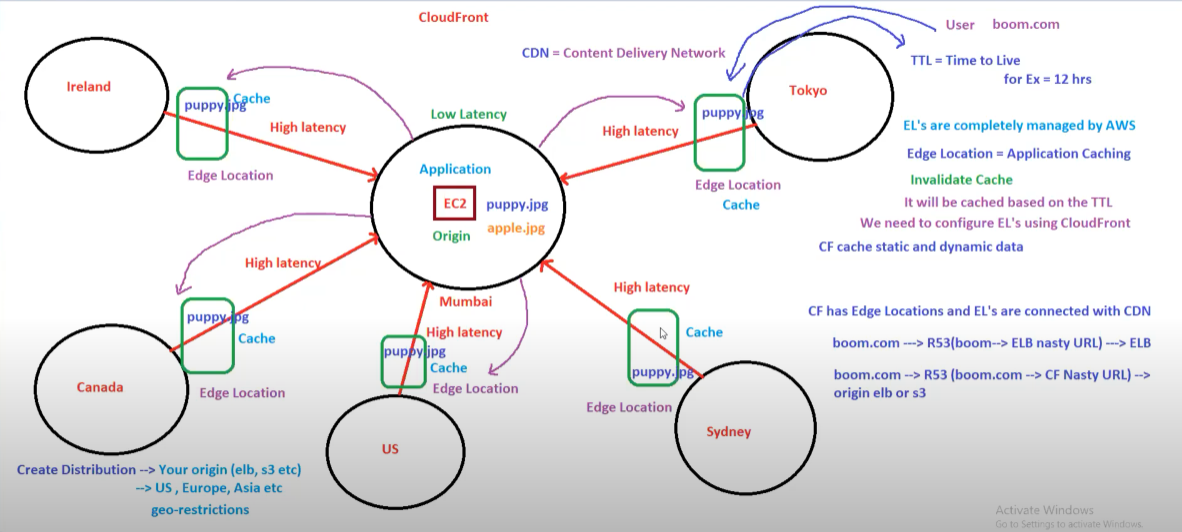 CloudFront
User boom.com
CDN = Content Delivery Network
TTL = Time to Live
for Ex = 12 hrs
Ireland
puppy.jpg
Cache
High latency
Edge Location
Low Latency
Application
EC2
puppy.jpg
apple.jpg
Origin
Mumbai
High latency
puppy.jpg
Tokyo
Edge Location
Cache
EL's are completely managed by AWS
Edge Location = Application Caching
Invalidate Cache
It will be cached based on the TTL
We need to configure EL's using CloudFront
CF cache static and dynamic data
High latency
puppy.jpg
Cache
Edge Location
Canada
High latency
puppy.jpg
Cache
Edge Location
US
High latency
Cache
puppy.jpg
Edge Location
Sydney
CF has Edge Locations and EL's are connected with CDN
boom.com ---> R53(boom--> ELB nasty URL) ---> ELB
boom.com --> R53 (boom.com --> CF Nasty URL) -->
origin elb or s3
Create Distribution --> Your origin (elb, s3 etc)
--> US , Europe, Asia etc
geo-restrictions
Activate Windows
Go to Settings to activate Windows.